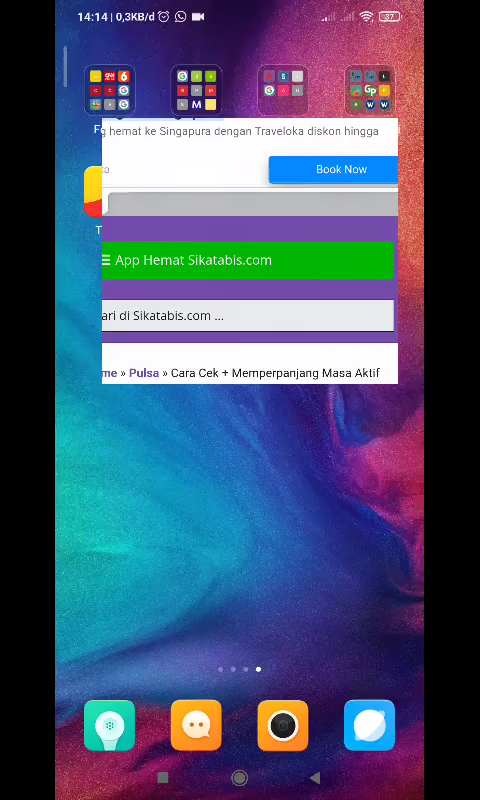 14:14 | 0,3KB/d
37
g hemat ke Singapura dengan Traveloka diskon hingga
Book Now
☰ App Hemat Sikatabis.com
ari di Sikatabis.com ...
me » Pulsa » Cara Cek + Memperpanjang Masa Aktif